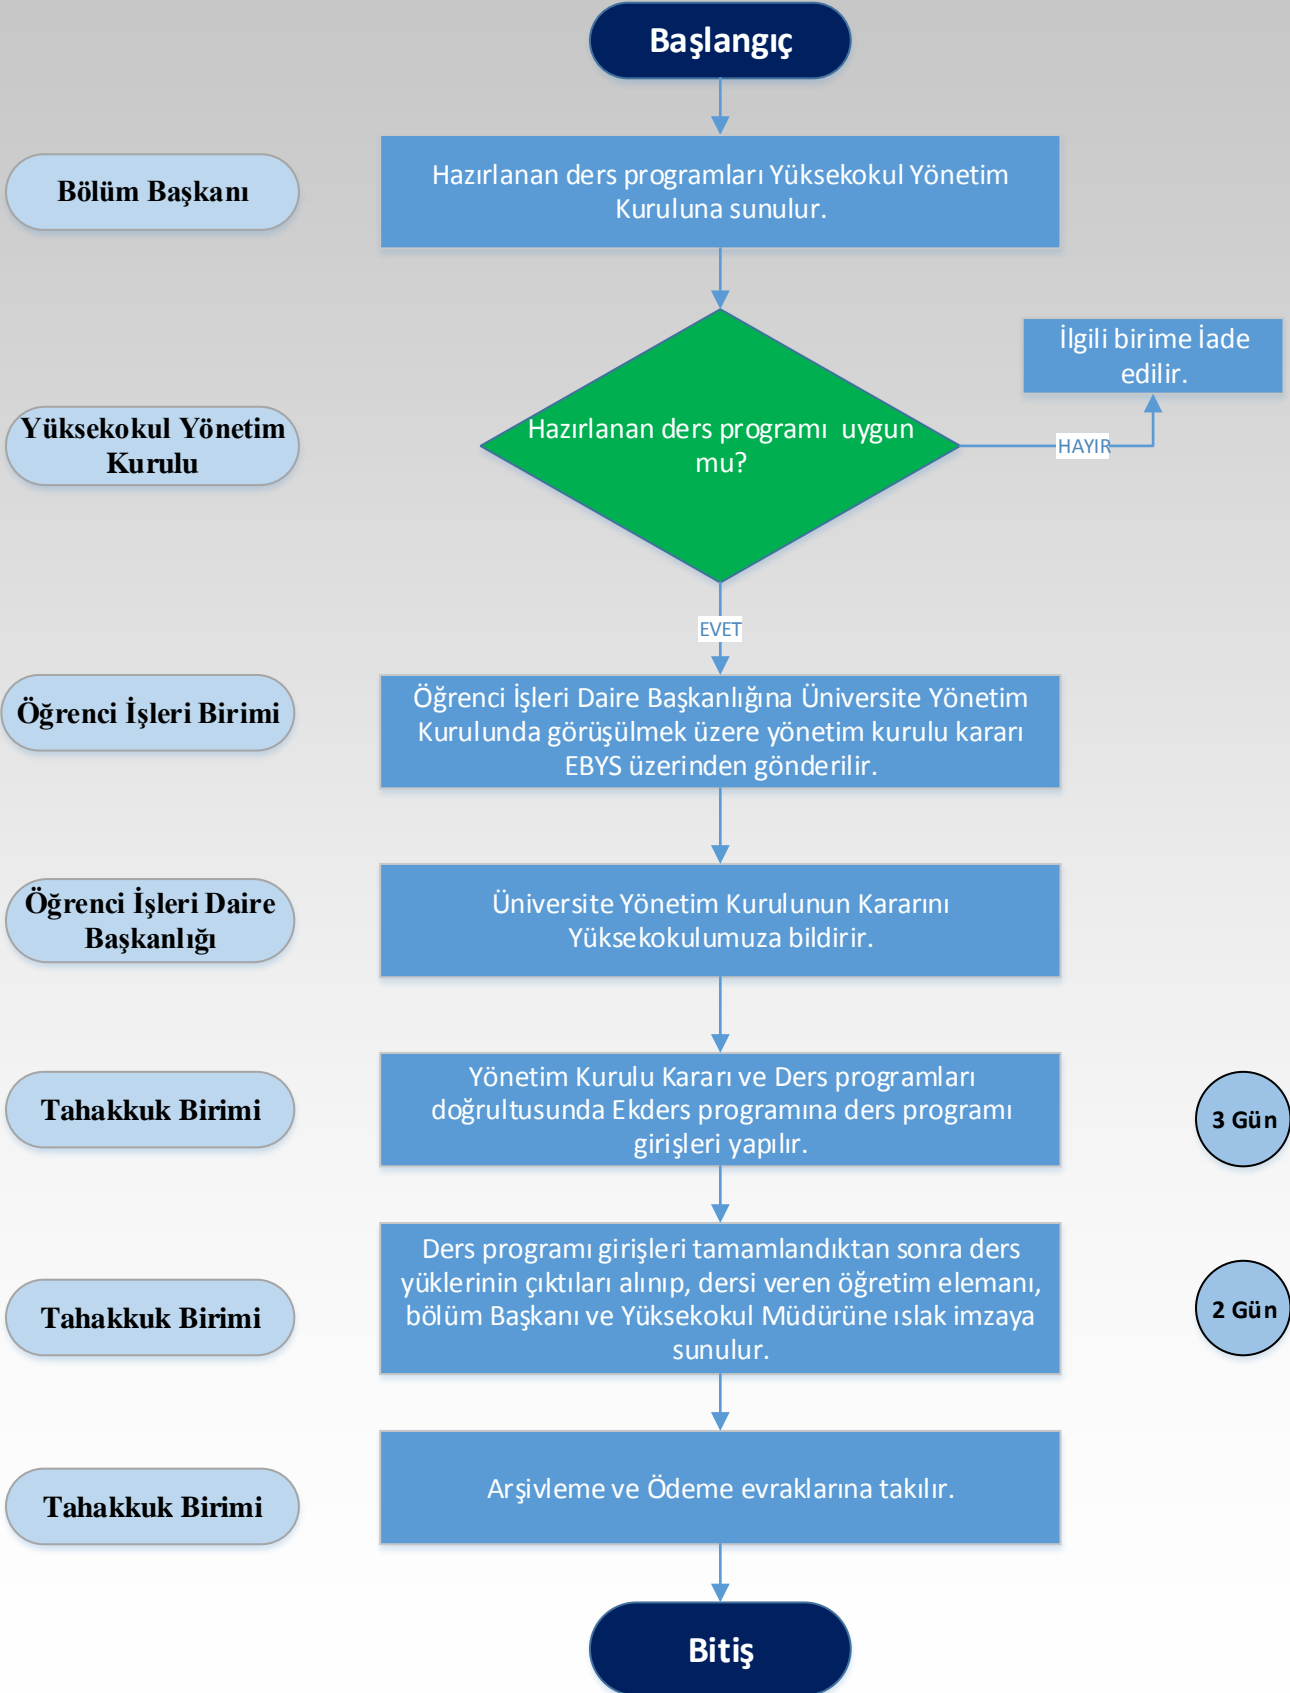 Başlangıç
Bölüm Başkanı
Hazırlanan ders programları Yüksekokul Yönetim
Kuruluna sunulur.
İlgili birime İade
edilir.
Yüksekokul Yönetim
Kurulu
Hazırlanan ders programı  uygun
mu?
HAYIR
EVET
Öğrenci İşleri Birimi
Öğrenci İşleri Daire Başkanlığına Üniversite Yönetim
Kurulunda görüşülmek üzere yönetim kurulu kararı
EBYS üzerinden gönderilir.
Öğrenci İşleri Daire
Başkanlığı
Üniversite Yönetim Kurulunun Kararını
Yüksekokulumuza bildirir.
Tahakkuk Birimi
Yönetim Kurulu Kararı ve Ders programları
doğrultusunda Ekders programına ders programı
girişleri yapılır.
3 Gün
Tahakkuk Birimi
Ders programı girişleri tamamlandıktan sonra ders
yüklerinin çıktıları alınıp, dersi veren öğretim elemanı,
bölüm Başkanı ve Yüksekokul Müdürüne ıslak imzaya
sunulur.
2 Gün
Tahakkuk Birimi
Arşivleme ve Ödeme evraklarına takılır.
Bitiş